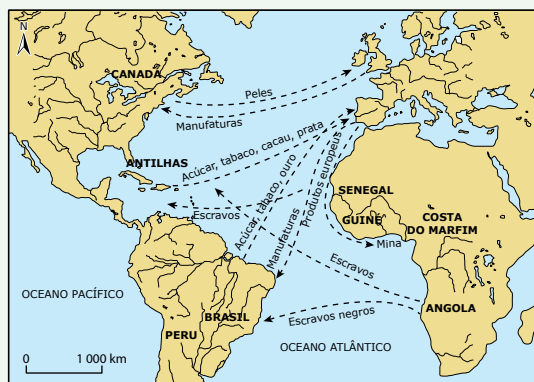 N
CANADÁ
Peles
Manufaturas
Açúcar, tabaco, cacau, prata
ANTILHAS
Escravos
Açúcar, tabaco, ouro
Manufaturas
Produtos europeus
SENEGAL
GUINÉ
COSTA
DO MARFIM
Mina
Escravos
ANGOLA
Escravos negros
OCEANO PACÍFICO
BRASIL
PERU
OCEANO ATLÂNTICO
0 1 000 km